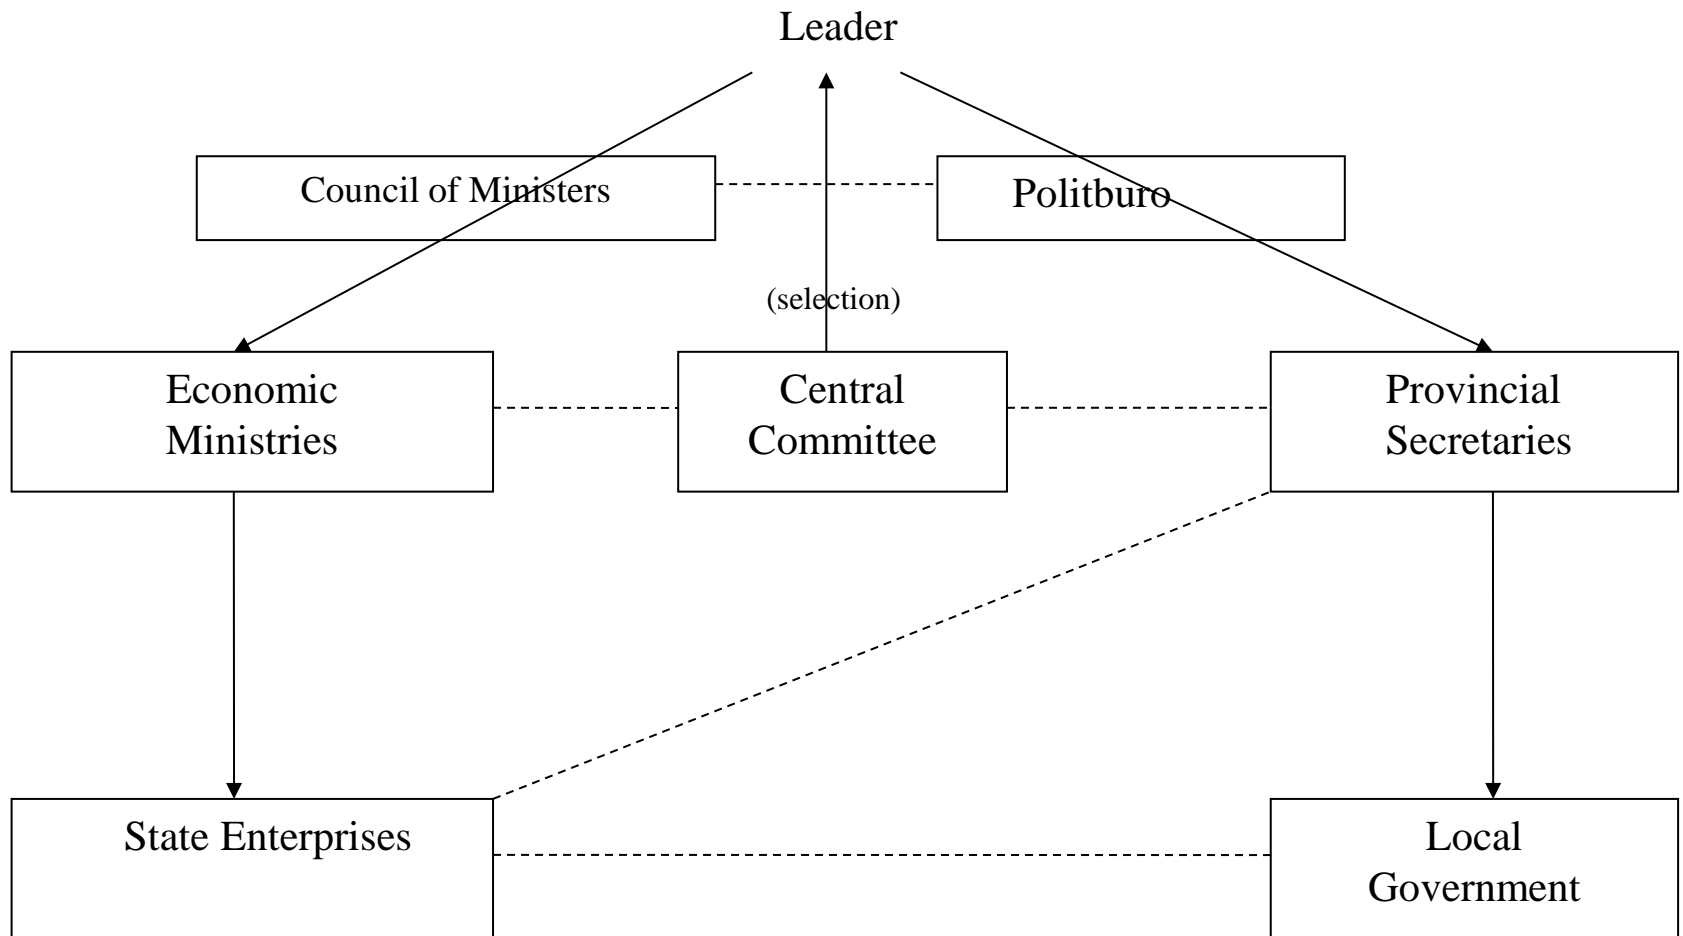 Leader
Council of Ministers
Politburo
(selection)
Economic
Ministries
Central
Committee
Provincial
Secretaries
State Enterprises
Local
Government